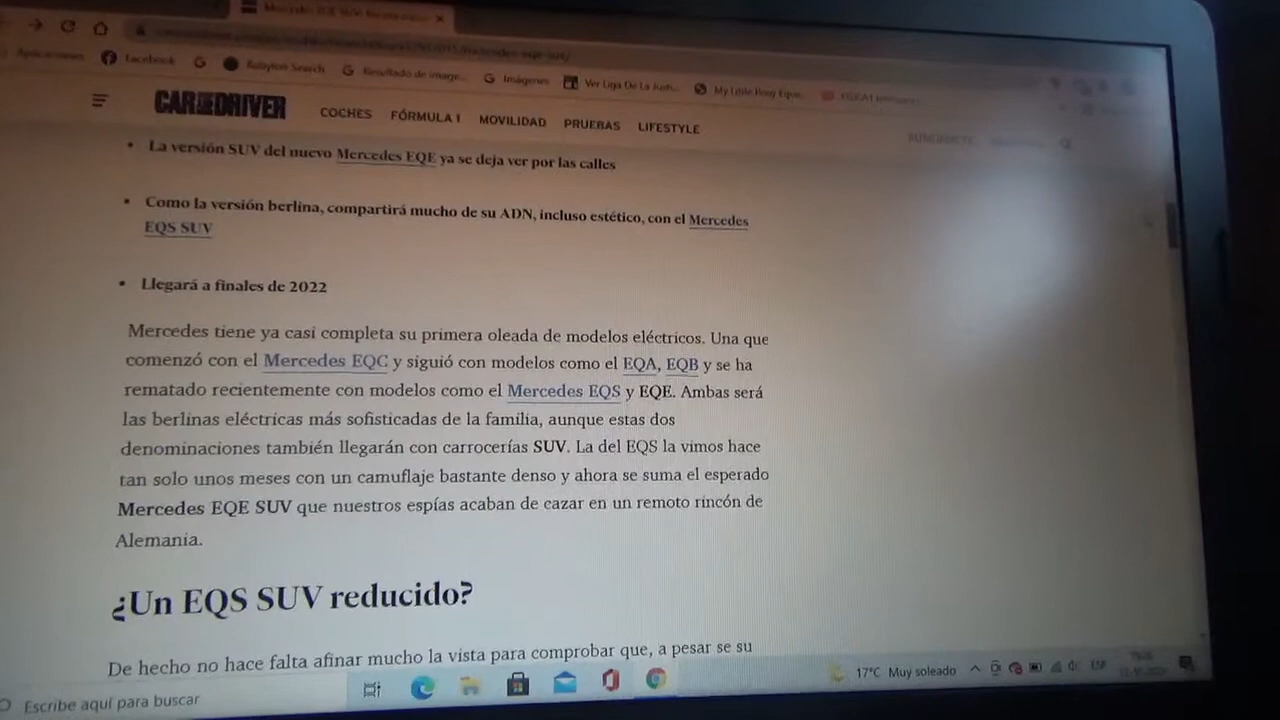 Mercedes EQE
Aplicaciones Facebook G Babylon Search Resultado de image... Imágenes Ver Liga De La Justi... My Little Pony Eque...
CAR AND DRIVER COCHES FÓRMULA 1 MOVILIDAD PRUEBAS LIFESTYLE
• La versión SUV del nuevo Mercedes EQE ya se deja ver por las calles
• Como la versión berlina, compartirá mucho de su ADN, incluso estético, con el Mercedes
EQS SUV
• Llegará a finales de 2022
Mercedes tiene ya casi completa su primera oleada de modelos eléctricos. Una que
comenzó con el Mercedes EQC y siguió con modelos como el EQA, EQB y se ha
rematado recientemente con modelos como el Mercedes EQS y EQE. Ambas será
las berlinas eléctricas más sofisticadas de la familia, aunque estas dos
denominaciones también llegarán con carrocerías SUV. La del EQS la vimos hace
tan solo unos meses con un camuflaje bastante denso y ahora se suma el esperado
Mercedes EQE SUV que nuestros espías acaban de cazar en un remoto rincón de
Alemania.
¿Un EQS SUV reducido?
De hecho no hace falta afinar mucho la vista para comprobar que, a pesar se su
Escribe aquí para buscar 17°C Muy soleado ESP